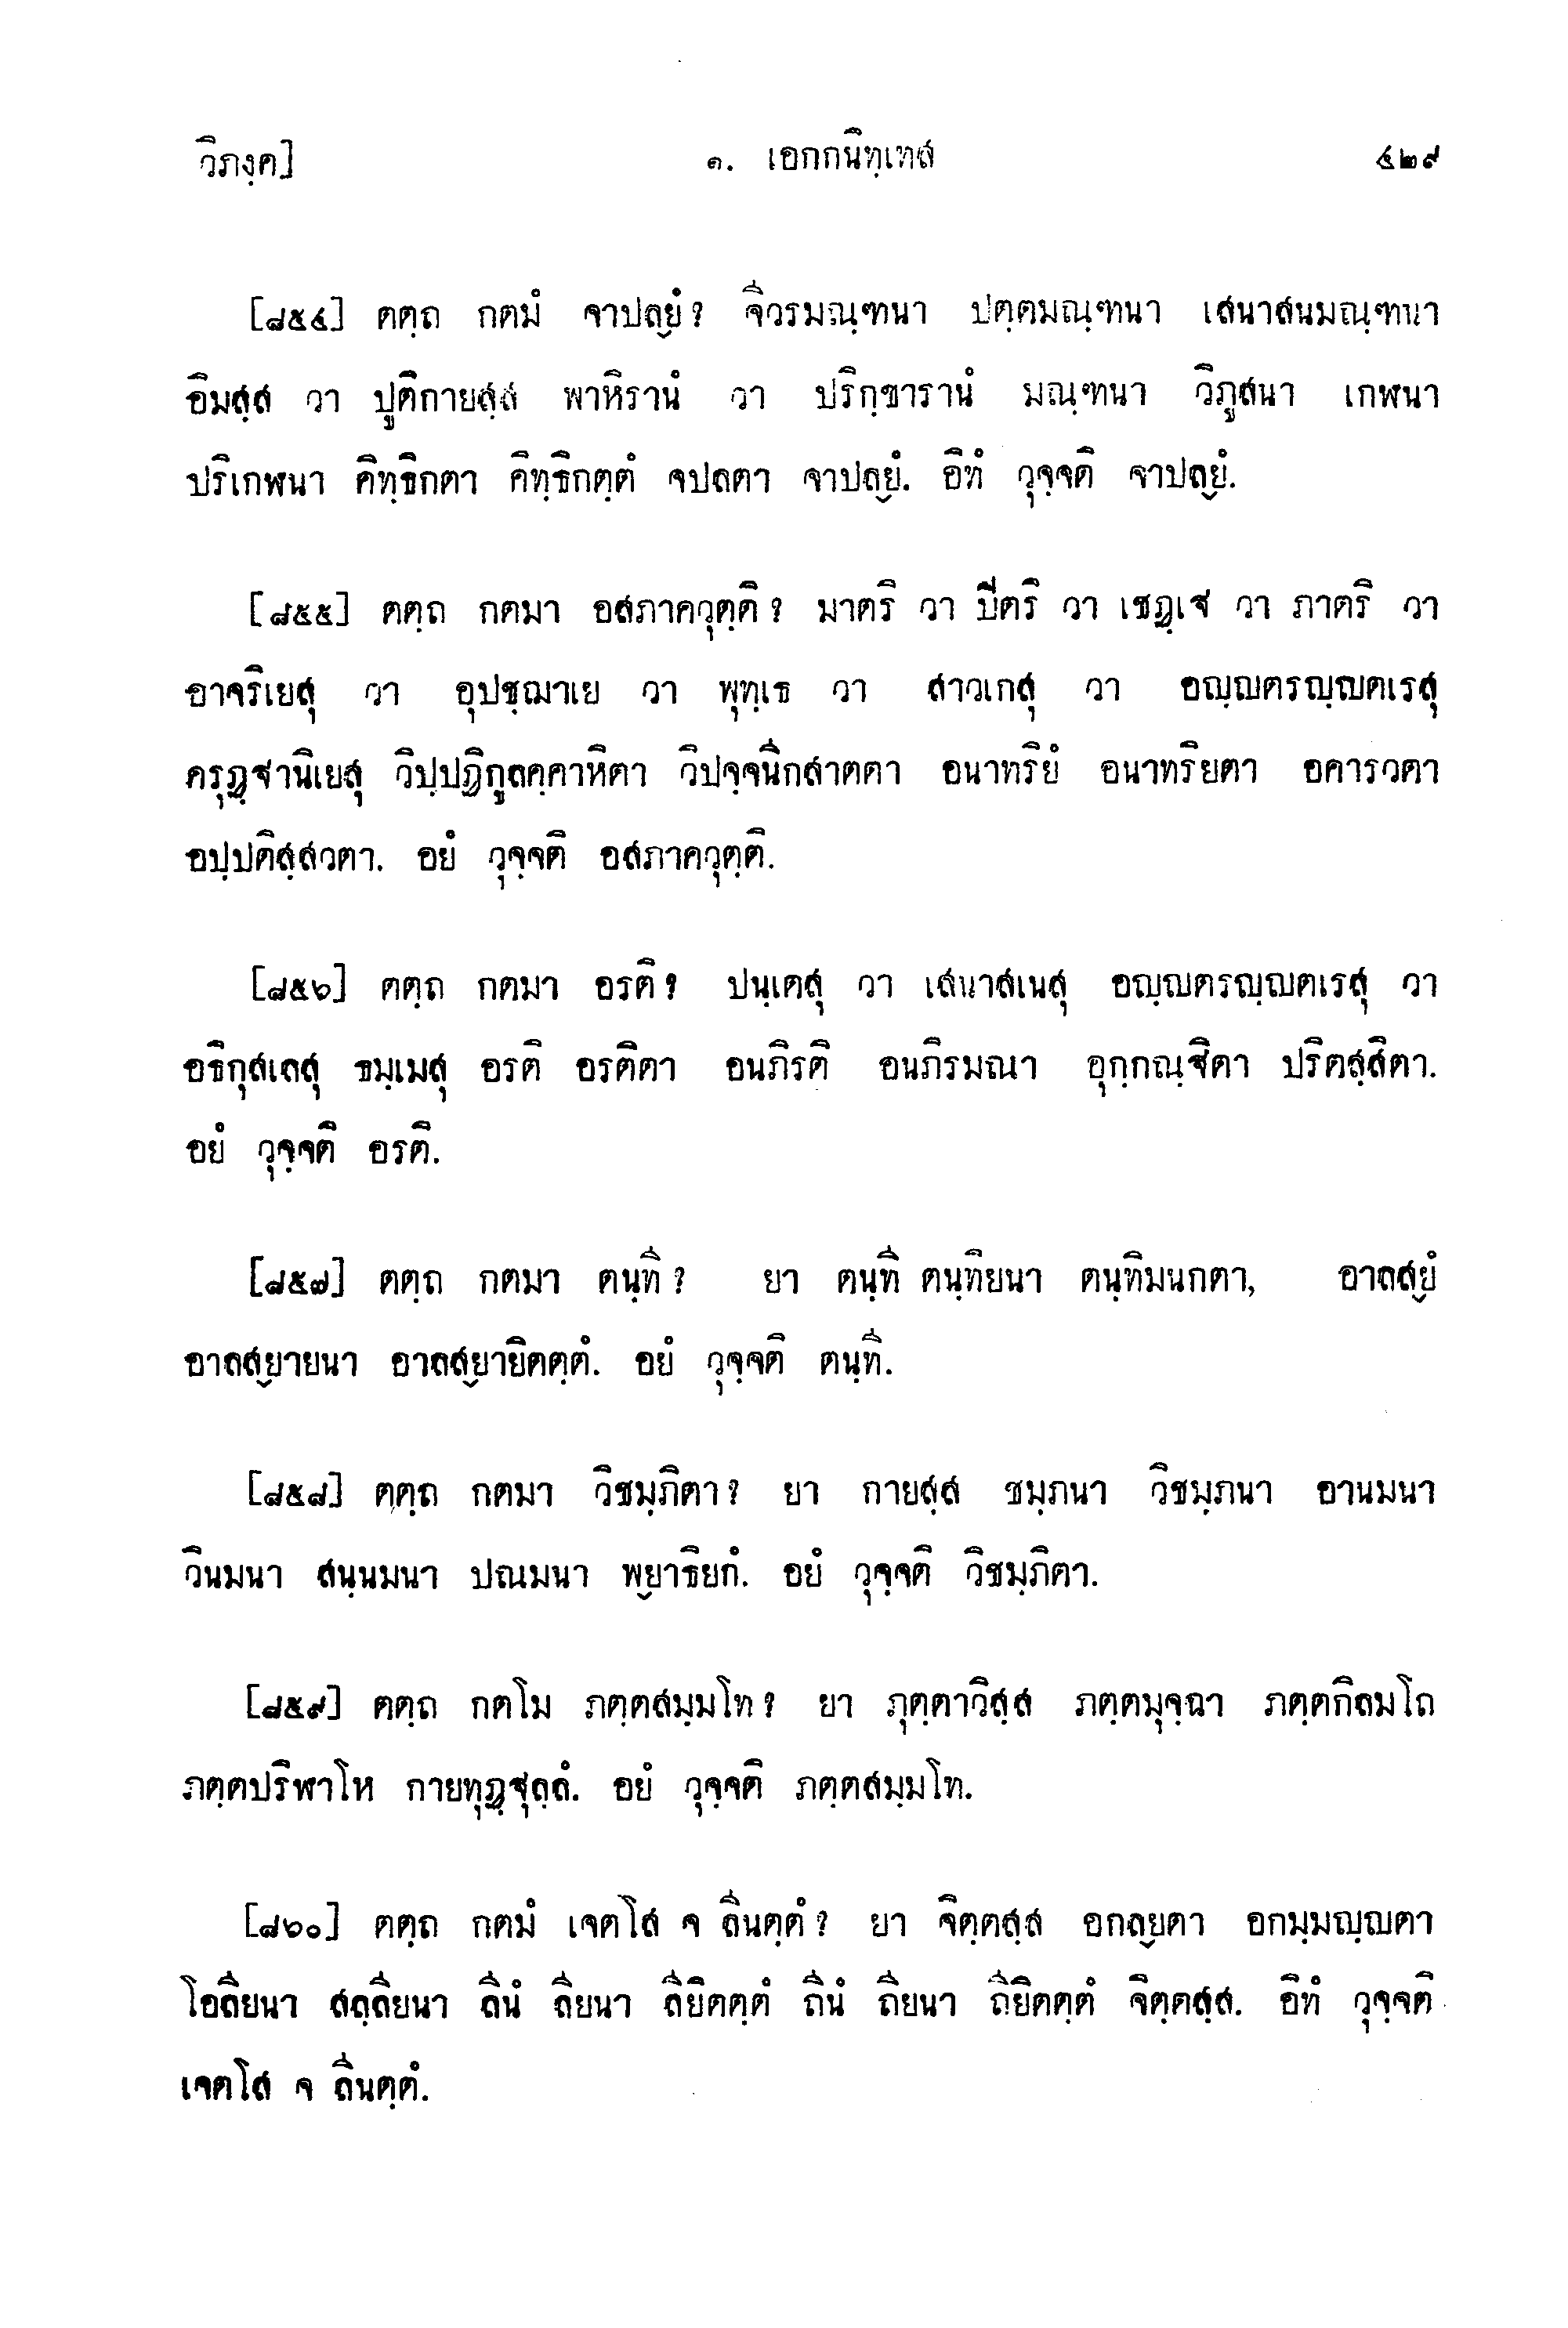 วิภงฺค]
๑. เอกกนิทฺเทส
๔๒๙
[๘๕๔] ตตฺถ กตมํ จาปลฺยํ? จีวรมณฺฑนา ปตฺตมณฺฑนา เสนาสนมณฺฑนา
อิมสฺส วา ปูติกายสฺส พาหิรานํ วา ปริกฺขารานํ มณฺฑนา วิภูสนา เกฬนา
ปริเกฬนา คิทฺธิกตา คิทฺธิกตฺตํ จปลตา จาปลฺยํ. อิทํ วุจฺจติ จาปลฺยํ.
[๘๕๕] ตตฺถ กตมา อสภาควุตฺติ? มาตริ วา ปีตริ วา เชฏฺเฐ วา ภาตริ วา
อาจริเยสุ วา อุปชฺฌาเย วา พุทฺเธ วา สาวเกสุ วา อญฺญตรญฺญตเรสุ
ครุฏฺฐานิเยสุ วิปฺปฏิกูลคฺคาหิตา วิปจฺจนีกสาตตา อนาทริยํ อนาทริยตา อคารวตา
อปฺปติสฺสวตา. อยํ วุจฺจติ อสภาควุตฺติ.
[๘๕๖] ตตฺถ กตมา อรติ? ปนฺเตสุ วา เสนาสเนสุ อญฺญตรญฺญตเรสุ วา
อธิกุสเลสุ ธมฺเมสุ อรติ อรติตา อนภิรติ อนภิรมณา อุกฺกณฺฐิตา ปริตสฺสิตา.
อยํ วุจฺจติ อรติ.
[๘๕๗] ตตฺถ กตมา ตนฺที? ยา ตนฺที ตนฺทิยนา ตนฺทิมนกตา, อาลสฺยํ
อาลสฺยายนา อาลสฺยายิตตฺตํ. อยํ วุจฺจติ ตนฺที.
[๘๕๘] ตตฺถ กตมา วิชมฺภิตา? ยา กายสฺส ชมฺภนา วิชมฺภนา อานมนา
วินมนา สนฺนมนา ปณมนา พฺยาธิยกํ. อยํ วุจฺจติ วิชมฺภิตา.
[๘๕๙] ตตฺถ กตโม ภตฺตสมฺมโท? ยา ภุตฺตาวิสฺส ภตฺตมุจฺฉา ภตฺตกิลมโถ
ภตฺตปริฬาโห กายทุฏฺฐุลฺลํ. อยํ วุจฺจติ ภตฺตสมฺมโท.
[๘๖๐] ตตฺถ กตมํ เจตโส จ ลีนตฺตํ? ยา จิตฺตสฺส อกลฺยตา อกมฺมญฺญตา
โอลียนา สลฺลียนา ลีนํ ลียนา ลียิตตฺตํ ถีนํ ถียนา ถียิตตฺตํ จิตฺตสฺส. อิทํ วุจฺจติ
เจตโส จ ลีนตฺตํ.